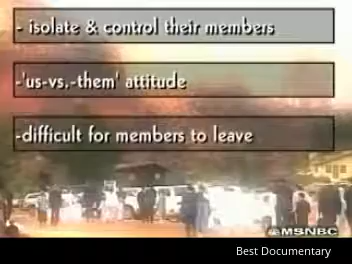 - isolate & control their members
-'us-vs.-them' attitude
-difficult for members to leave
MSNBC
Best Documentary